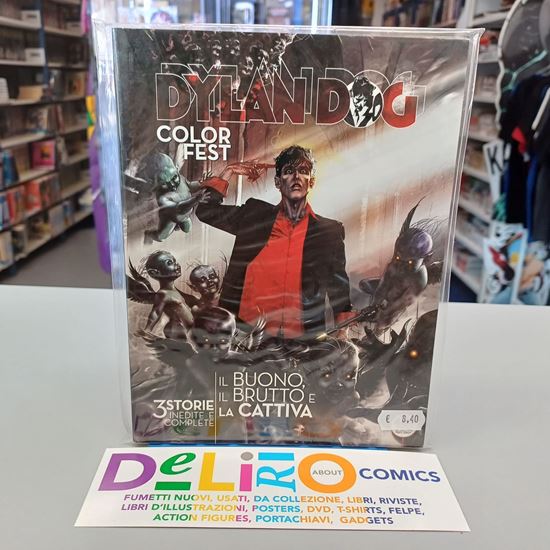 DYLAN DOG
COLOR
FEST
3 STORIE
INEDITE E
COMPLETE
IL BUONO,
IL BRUTTO E
LA CATTIVA
€ 8,40
DeLiRIO ABOUT COMICS
FUMETTI NUOVI, USATI, DA COLLEZIONE, LIBRI, RIVISTE,
LIBRI D'ILLUSTRAZIONI, POSTERS, DVD, T-SHIRTS, FELPE,
ACTION FIGURES, PORTACHIAVI, GADGETS